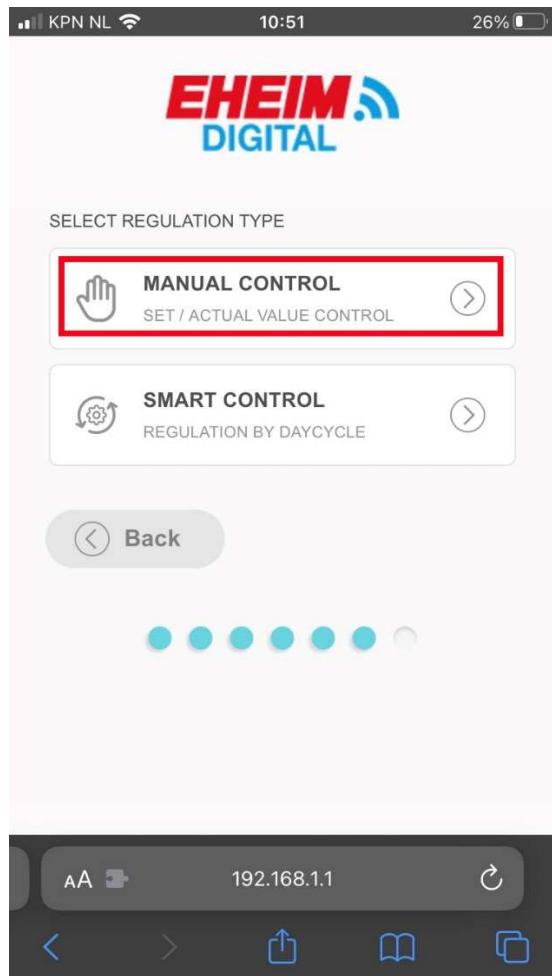 KPN NL 10:51 26%
EHEIM
DIGITAL
SELECT REGULATION TYPE
MANUAL CONTROL
SET / ACTUAL VALUE CONTROL
SMART CONTROL
REGULATION BY DAYCYCLE
Back
AA 192.168.1.1